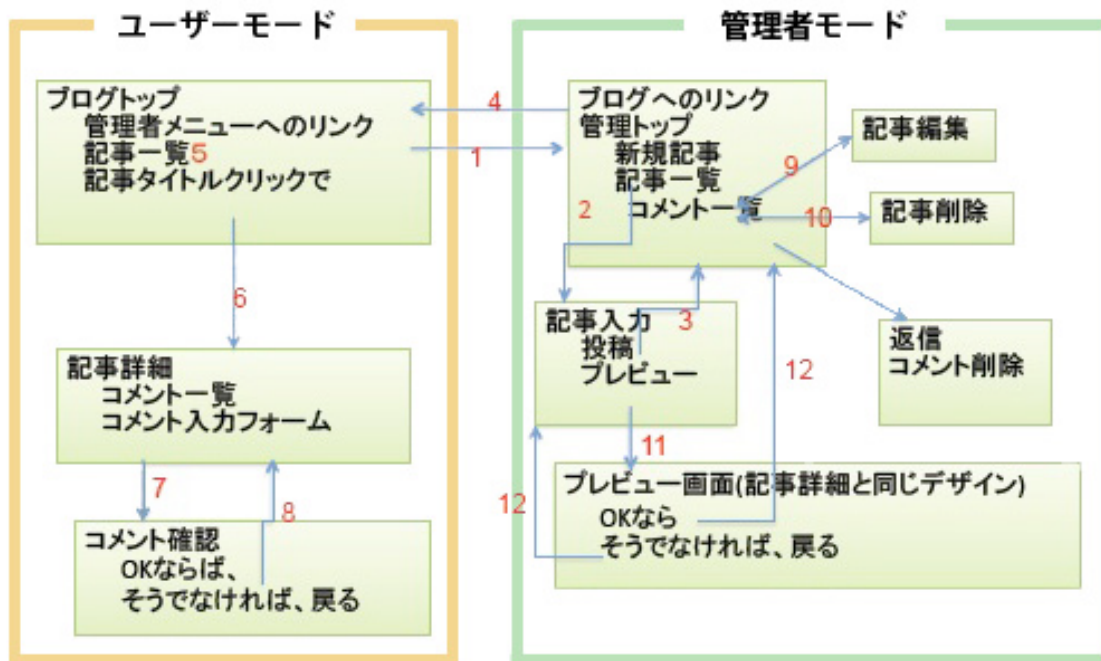 ユーザーモード
ブログトップ
管理者メニューへのリンク
記事一覧5
記事タイトルクリックで
6
記事詳細
コメント一覧
コメント入力フォーム
7
8
コメント確認
OKならば、
そうでなければ、戻る
4
1
管理者モード
ブログへのリンク
管理トップ
新規記事
記事一覧
コメント一覧
2
9
記事編集
10
記事削除
記事入力
投稿
プレビュー
3
12
返信
コメント削除
11
12
プレビュー画面(記事詳細と同じデザイン)
OKなら
そうでなければ、戻る